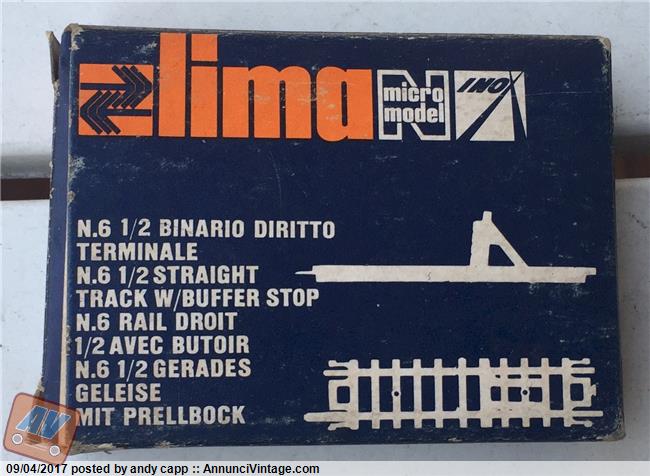 lima N micro model INOX
N.6 1/2 BINARIO DIRITTO
TERMINALE
N.6 1/2 STRAIGHT
TRACK W/BUFFER STOP
N.6 RAIL DROIT
1/2 AVEC BUTOIR
N.6 1/2 GERADES
GELEISE
MIT PRELLBOCK
AV
09/04/2017 posted by andy capp :: AnnunciVintage.com